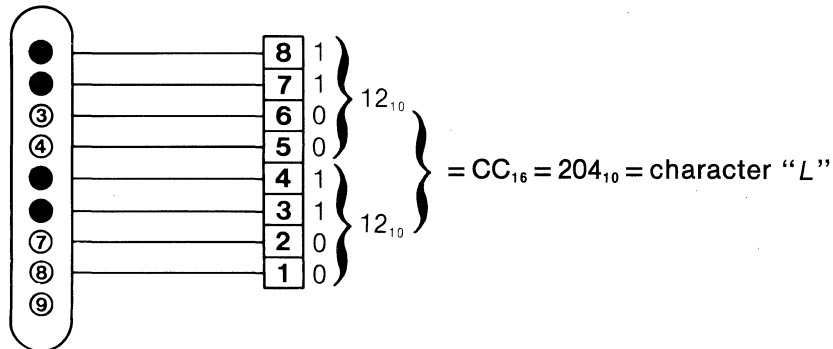 8 1
7 1
③ 6 0
④ 5 0
12₁₀
4 1
3 1
⑦ 2 0
⑧ 1 0
12₁₀
⑨
= CC₁₆ = 204₁₀ = character “L”